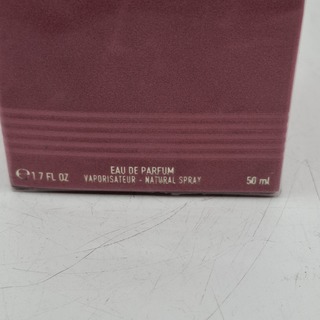 EAU DE PARFUM
℮ 1.7 FL OZ VAPORISATEUR - NATURAL SPRAY 50 ml